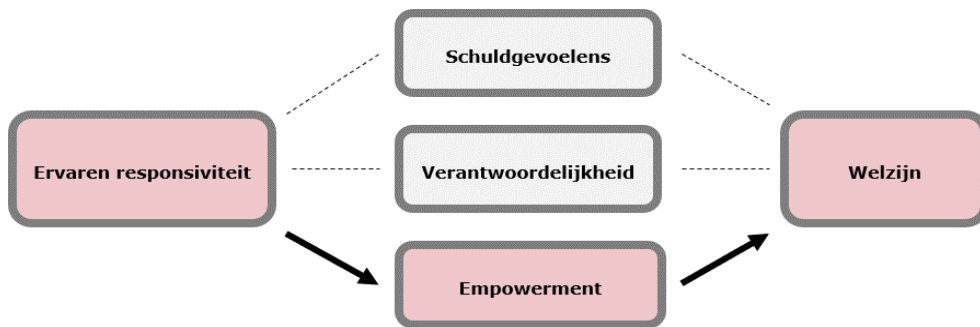 Schuldgevoelens
Ervaren responsiviteit
Verantwoordelijkheid
Welzijn
Empowerment